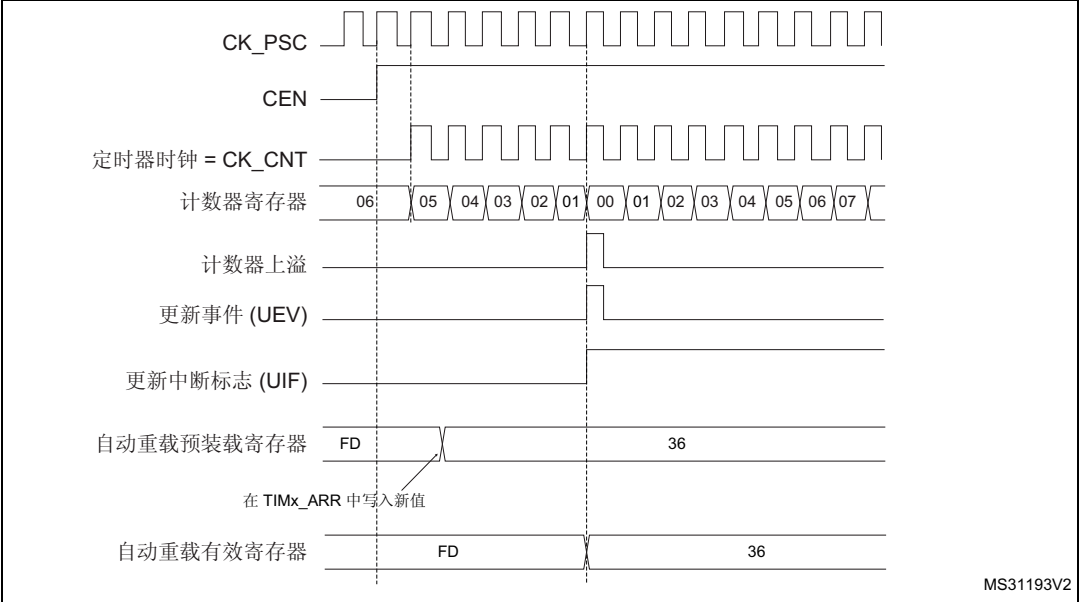 CK_PSC
CEN
定时器时钟 = CK_CNT
计数器寄存器 06 05 04 03 02 01 00 01 02 03 04 05 06 07
计数器上溢
更新事件 (UEV)
更新中断标志 (UIF)
自动重载预装载寄存器 FD 36
在 TIMx_ARR 中写入新值
自动重载有效寄存器 FD 36
MS31193V2